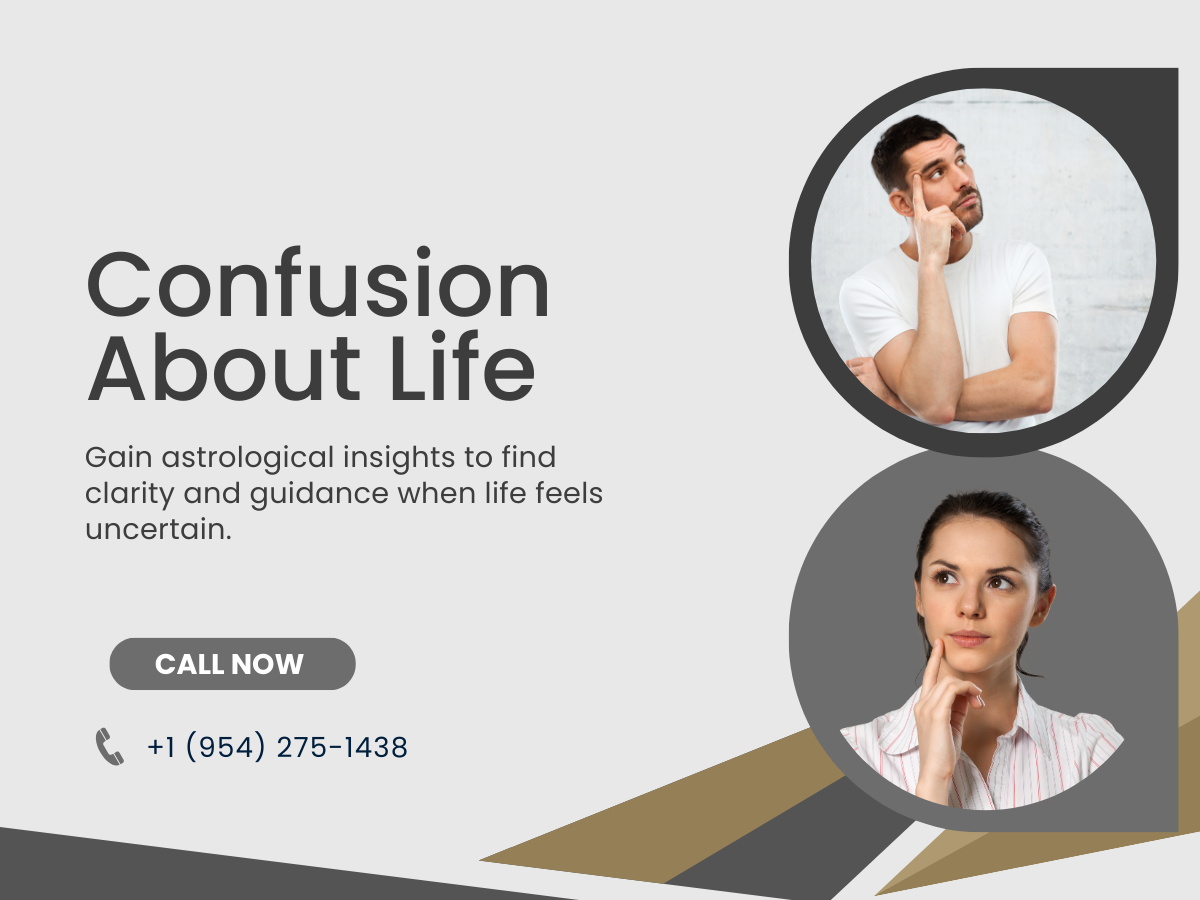 Confusion
About Life
Gain astrological insights to find
clarity and guidance when life feels
uncertain.
CALL NOW
+1 (954) 275-1438